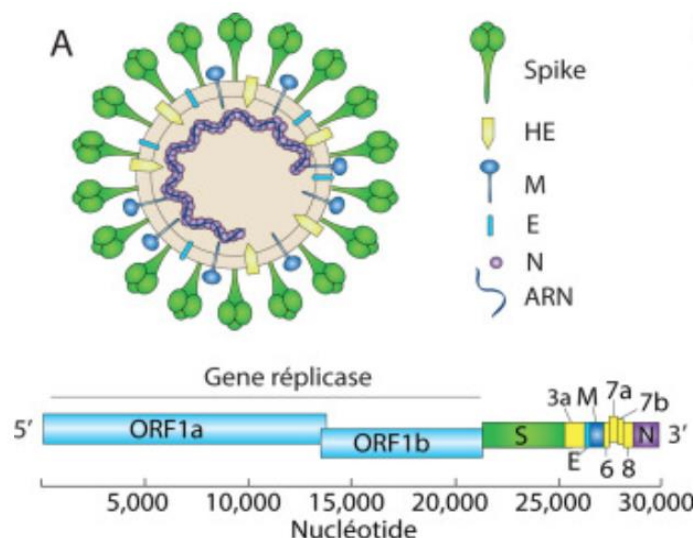 A
Spike
HE
M
E
N
ARN
Gene réplicase
7a
3a M 7b
5' ORF1a ORF1b S N 3'
E 6 8
5,000 10,000 15,000 20,000 25,000 30,000
Nucléotide